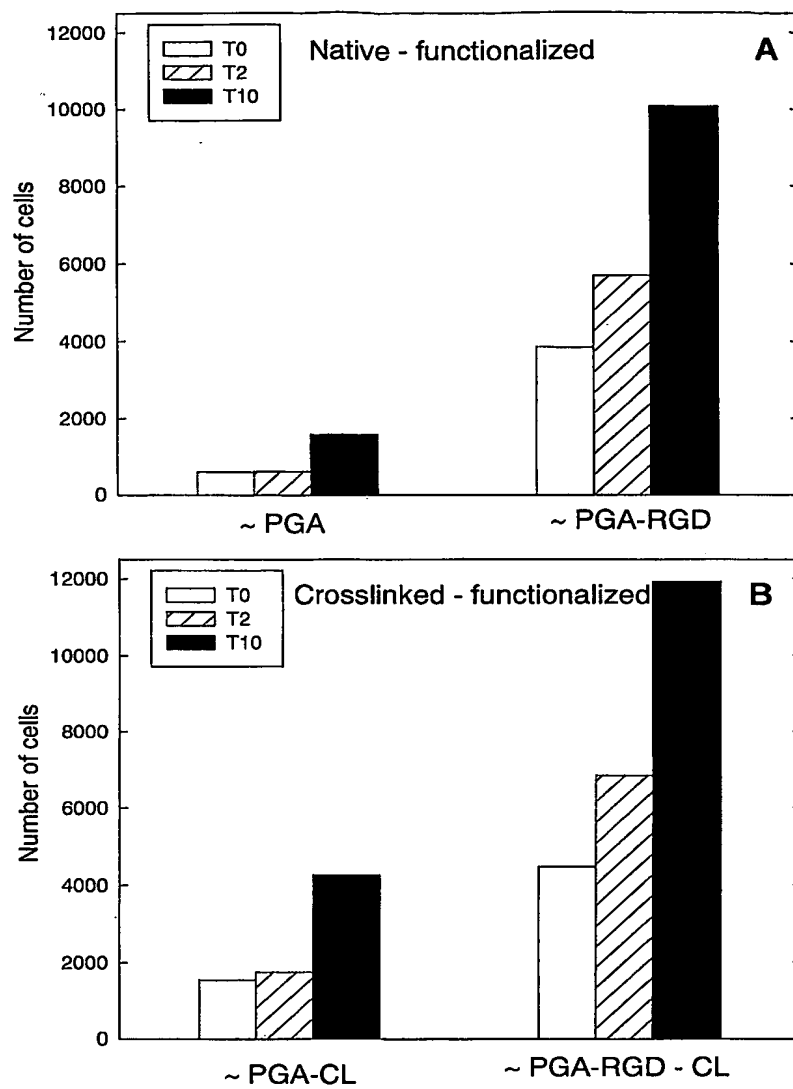 12000
10000
8000
6000
4000
2000
0
Number of cells
T0
T2
T10
Native - functionalized
A
~ PGA
~ PGA-RGD
12000
10000
8000
6000
4000
2000
0
Number of cells
T0
T2
T10
Crosslinked - functionalized
B
~ PGA-CL
~ PGA-RGD - CL